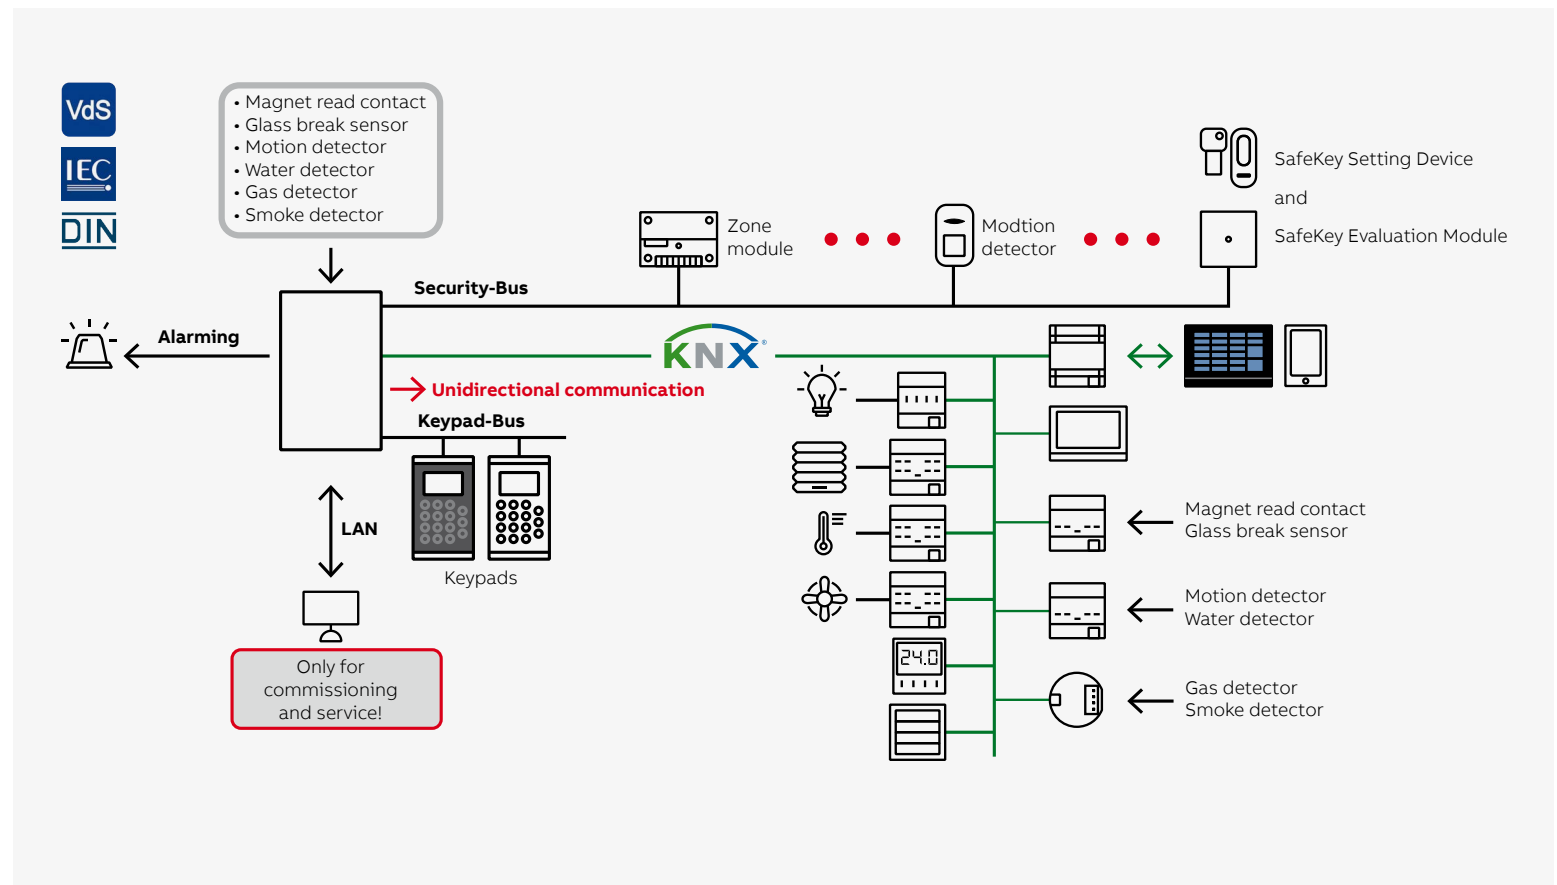 VdS
IEC
DIN
• Magnet read contact
• Glass break sensor
• Motion detector
• Water detector
• Gas detector
• Smoke detector
SafeKey Setting Device
and
SafeKey Evaluation Module
Zone
module
Modtion
detector
Security-Bus
Alarming
KNX®
Unidirectional communication
Keypad-Bus
LAN
Keypads
Only for
commissioning
and service!
24.0
Magnet read contact
Glass break sensor
Motion detector
Water detector
Gas detector
Smoke detector